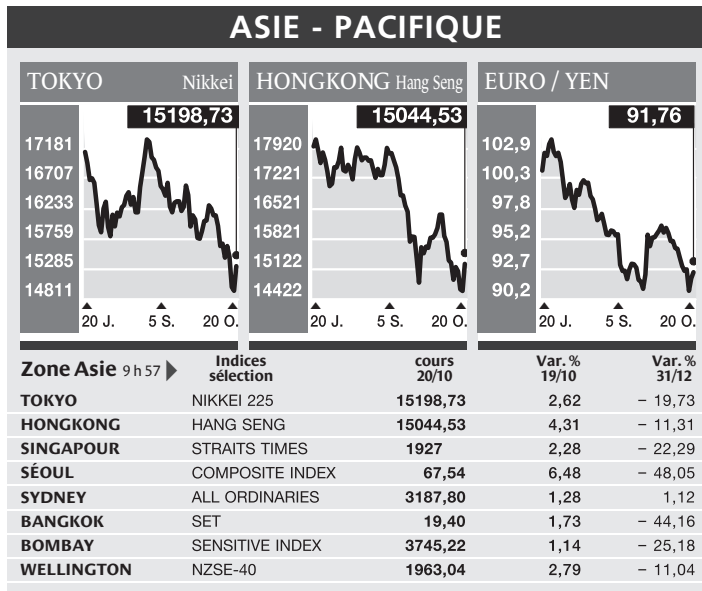 ASIE - PACIFIQUE
TOKYO Nikkei
15198,73
17181
16707
16233
15759
15285
14811
20 J. 5 S. 20 O.
HONGKONG Hang Seng
15044,53
17920
17221
16521
15821
15122
14422
20 J. 5 S. 20 O.
EURO / YEN
91,76
102,9
100,3
97,8
95,2
92,7
90,2
20 J. 5 S. 20 O.
Zone Asie 9 h 57 Indices sélection cours 20/10 Var. % 19/10 Var. % 31/12
TOKYO NIKKEI 225 15198,73 2,62 – 19,73
HONGKONG HANG SENG 15044,53 4,31 – 11,31
SINGAPOUR STRAITS TIMES 1927 2,28 – 22,29
SÉOUL COMPOSITE INDEX 67,54 6,48 – 48,05
SYDNEY ALL ORDINARIES 3187,80 1,28 1,12
BANGKOK SET 19,40 1,73 – 44,16
BOMBAY SENSITIVE INDEX 3745,22 1,14 – 25,18
WELLINGTON NZSE-40 1963,04 2,79 – 11,04